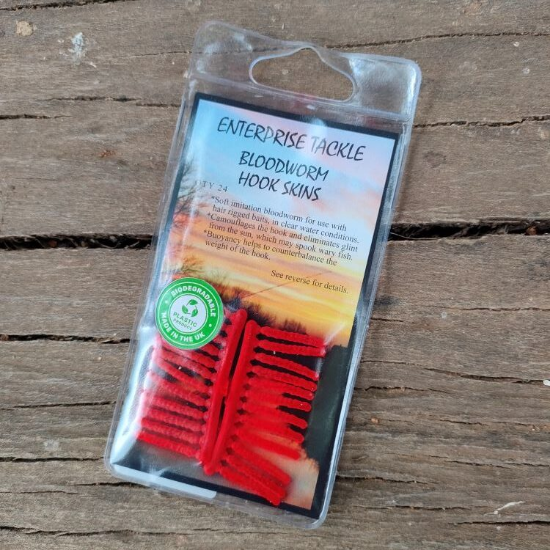 ENTERPRISE TACKLE
BLOODWORM
HOOK SKINS
TY 24
*Soft imitation bloodworm for use with
hair rigged baits, in clear water conditions.
*Camouflages the hook and eliminates glint
from the sun, which may spook wary fish.
*Buoyancy helps to counterbalance the
weight of the hook.
See reverse for details.
BIODEGRADABLE
PLASTIC
MADE IN THE UK